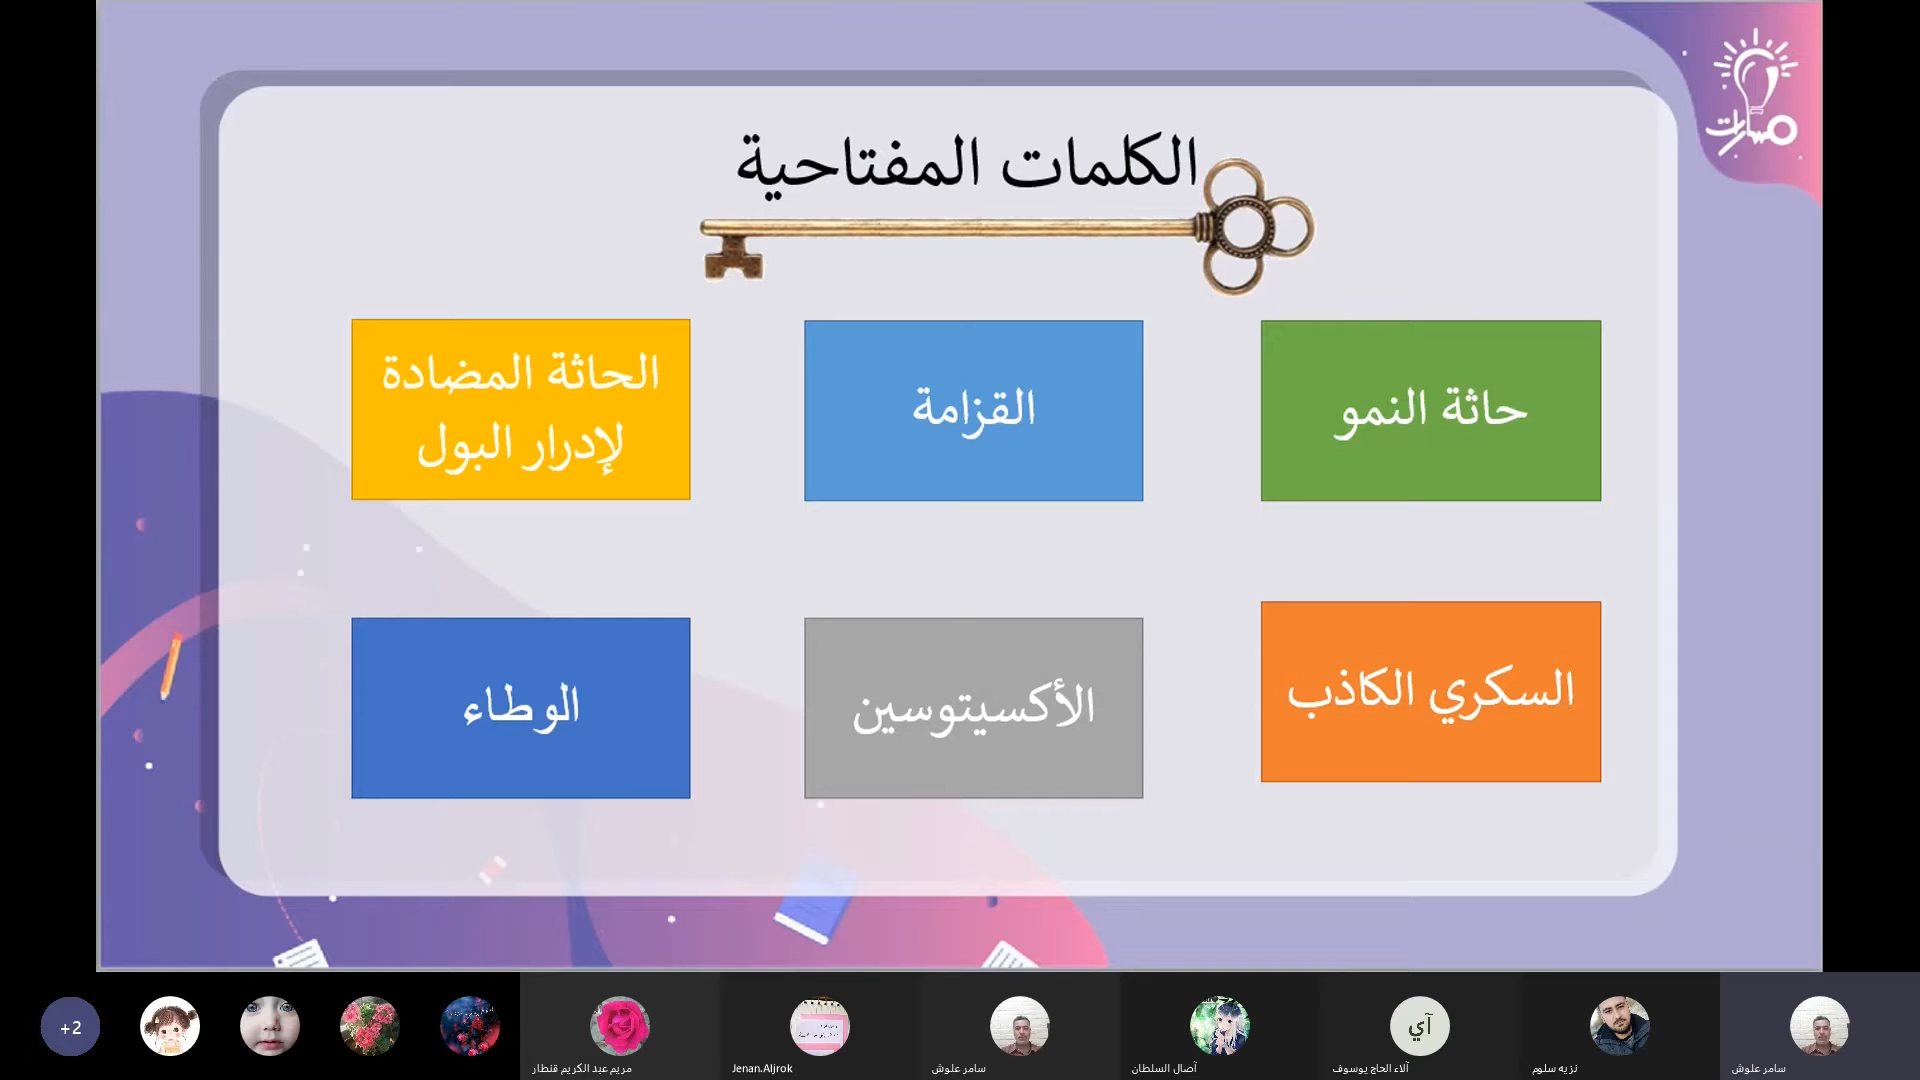 مسارات
الكلمات المفتاحية
حاثة النمو
القزامة
الحاثة المضادة
لإدرار البول
السكري الكاذب
الأكسيتوسين
الوطاء
+2
مريم عبد الكريم قنطار
Jenan.Aljrok
سامر علوش
آصال السلطان
آي
آلاء الحاج يوسوف
نزيه سلوم
سامر علوش